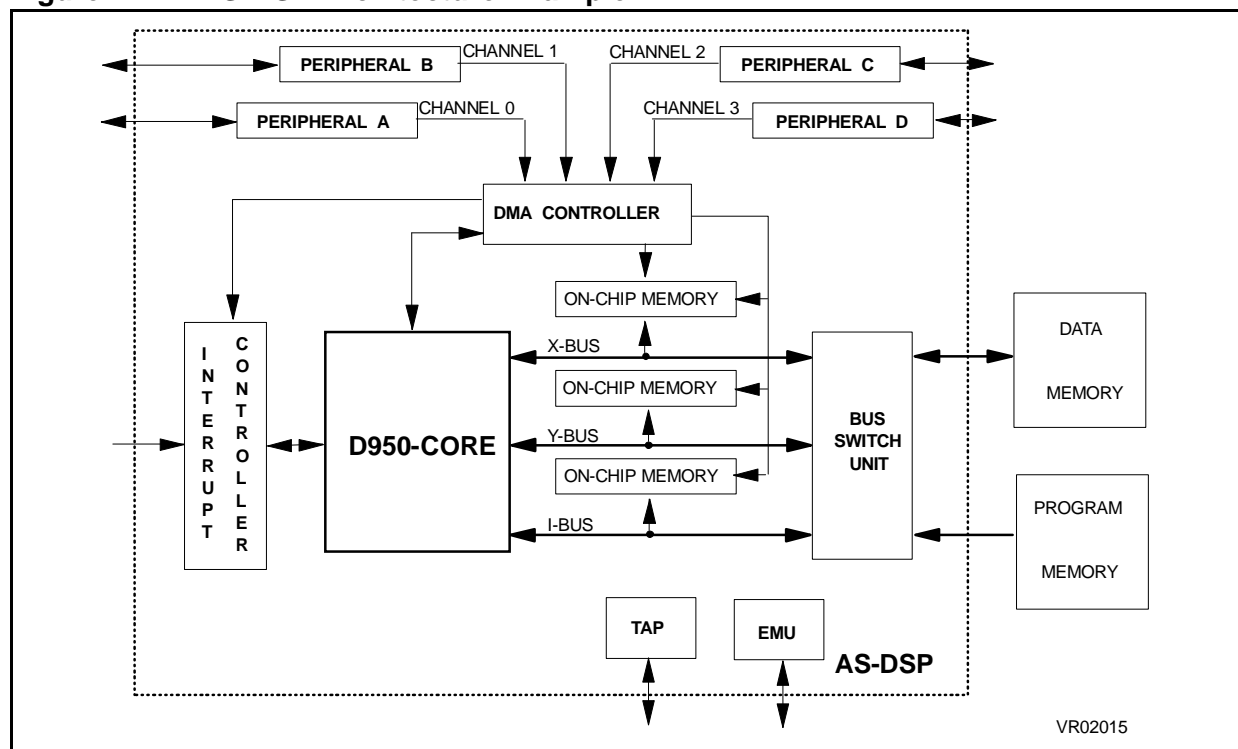 PERIPHERAL B
CHANNEL 1
CHANNEL 2
PERIPHERAL C
PERIPHERAL A
CHANNEL 0
CHANNEL 3
PERIPHERAL D
DMA CONTROLLER
ON-CHIP MEMORY
INTERRUPT
CONTROLLER
D950-CORE
X-BUS
ON-CHIP MEMORY
Y-BUS
ON-CHIP MEMORY
I-BUS
BUS
SWITCH
UNIT
DATA
MEMORY
PROGRAM
MEMORY
TAP
EMU
AS-DSP
VR02015